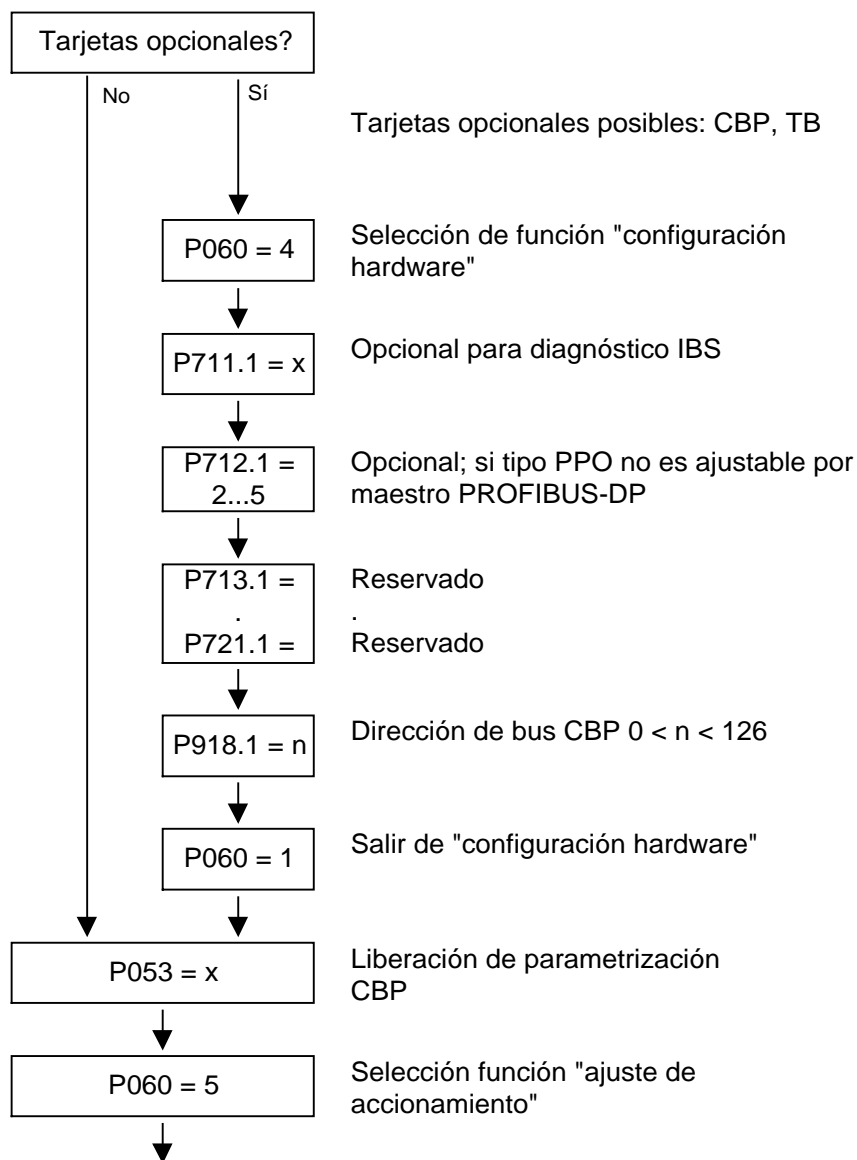 Tarjetas opcionales?
No
Sí
Tarjetas opcionales posibles: CBP, TB
P060 = 4
Selección de función "configuración
hardware"
P711.1 = x
Opcional para diagnóstico IBS
P712.1 =
2...5
Opcional; si tipo PPO no es ajustable por
maestro PROFIBUS-DP
P713.1 =
.
P721.1 =
Reservado
.
Reservado
P918.1 = n
Dirección de bus CBP 0 < n < 126
P060 = 1
Salir de "configuración hardware"
P053 = x
Liberación de parametrización
CBP
P060 = 5
Selección función "ajuste de
accionamiento"